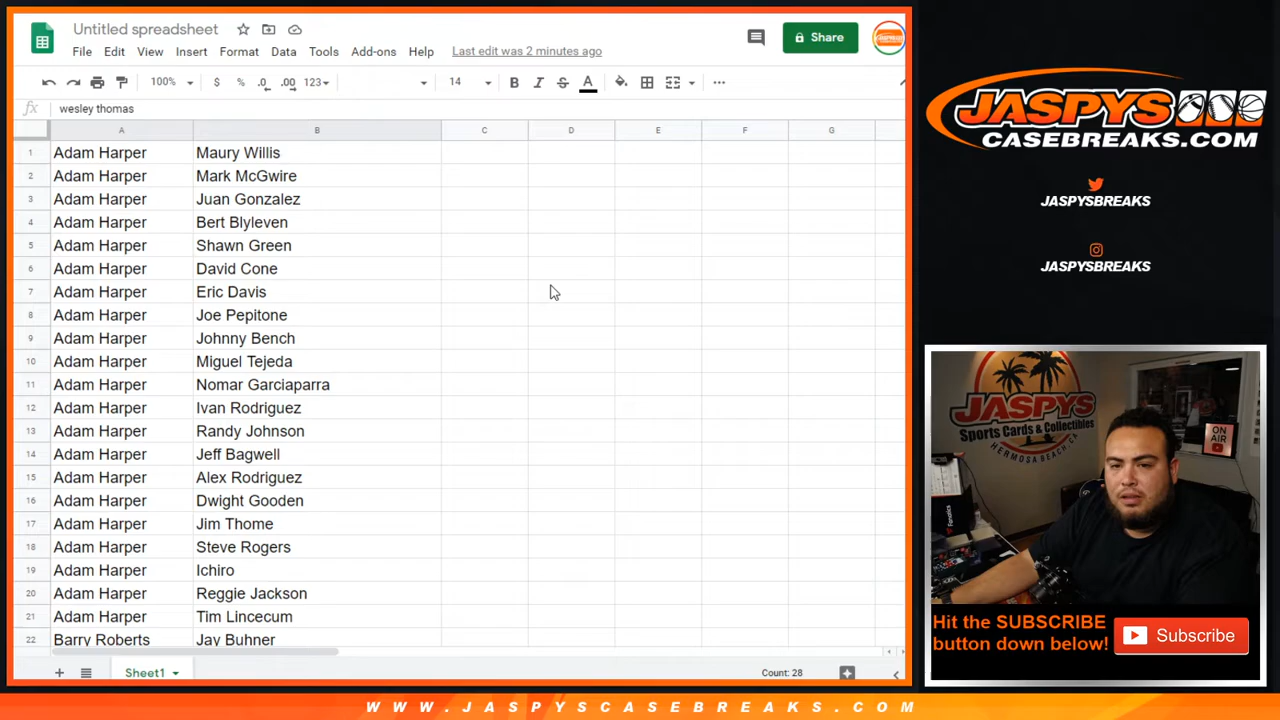 Untitled spreadsheet
File Edit View Insert Format Data Tools Add-ons Help Last edit was 2 minutes ago
Share
100% $ % .0 .00 123 14 B I S A
fx wesley thomas
A B C D E F G
1 Adam Harper Maury Willis
2 Adam Harper Mark McGwire
3 Adam Harper Juan Gonzalez
4 Adam Harper Bert Blyleven
5 Adam Harper Shawn Green
6 Adam Harper David Cone
7 Adam Harper Eric Davis
8 Adam Harper Joe Pepitone
9 Adam Harper Johnny Bench
10 Adam Harper Miguel Tejeda
11 Adam Harper Nomar Garciaparra
12 Adam Harper Ivan Rodriguez
13 Adam Harper Randy Johnson
14 Adam Harper Jeff Bagwell
15 Adam Harper Alex Rodriguez
16 Adam Harper Dwight Gooden
17 Adam Harper Jim Thome
18 Adam Harper Steve Rogers
19 Adam Harper Ichiro
20 Adam Harper Reggie Jackson
21 Adam Harper Tim Lincecum
22 Barry Roberts Jay Buhner
Sheet1
Count: 28
JASPYS
CASEBREAKS.COM
JASPYSBREAKS
JASPYSBREAKS
JASPYS
Sports Cards & Collectibles
HERMOSA BEACH, CA
ON
AIR
Fanatics
Hit the SUBSCRIBE
button down below!
Subscribe
WWW.JASPYSCASEBREAKS.COM